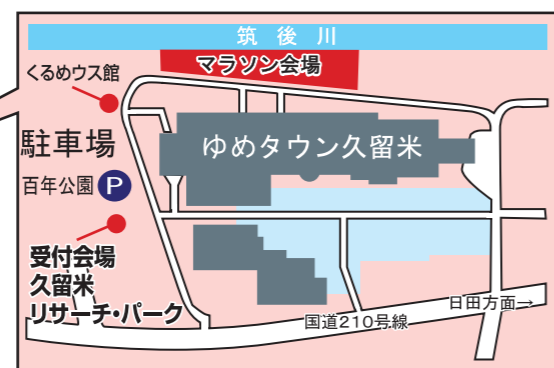 筑後川
マラソン会場
くるめウス館
駐車場
ゆめタウン久留米
百年公園 P
受付会場
久留米
リサーチ・パーク
国道210号線
日田方面→